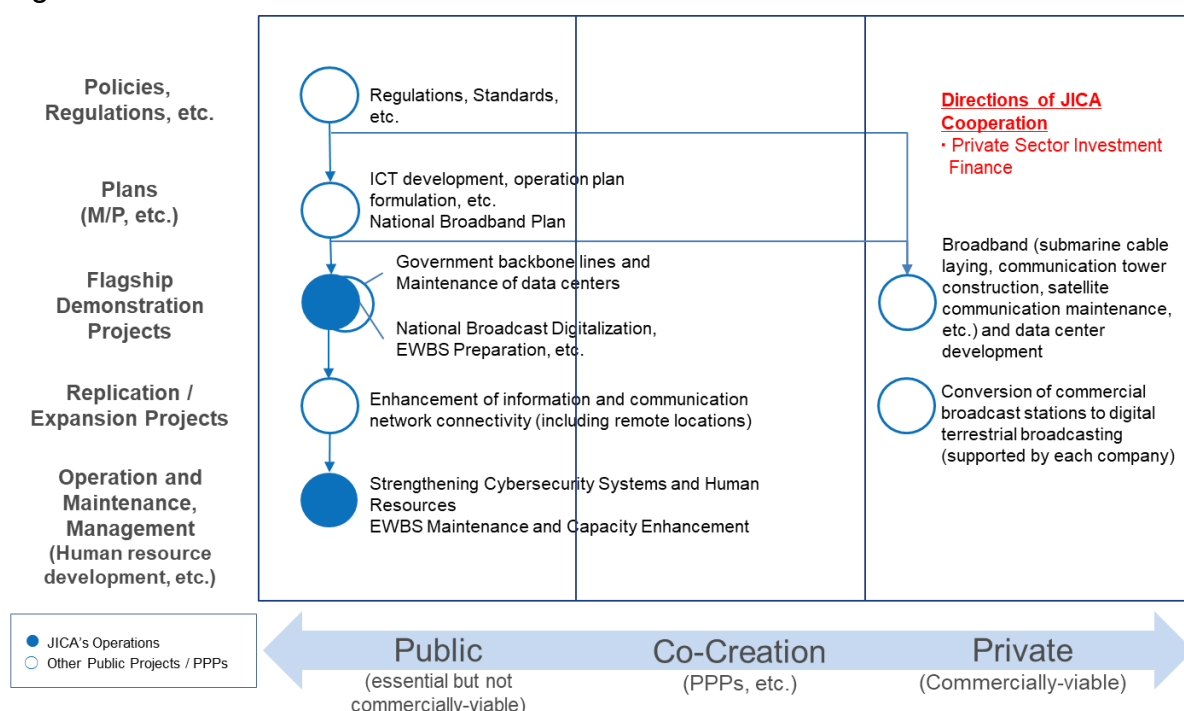 Policies,
Regulations, etc.
Regulations, Standards,
etc.
Directions of JICA
Cooperation
・Private Sector Investment
Finance
Plans
(M/P, etc.)
ICT development, operation plan
formulation, etc.
National Broadband Plan
Flagship
Demonstration
Projects
Government backbone lines and
Maintenance of data centers
National Broadcast Digitalization,
EWBS Preparation, etc.
Broadband (submarine cable
laying, communication tower
construction, satellite
communication maintenance,
etc.) and data center
development
Replication /
Expansion Projects
Enhancement of information and communication
network connectivity (including remote locations)
Conversion of commercial
broadcast stations to digital
terrestrial broadcasting
(supported by each company)
Operation and
Maintenance,
Management
(Human resource
development, etc.)
Strengthening Cybersecurity Systems and Human
Resources
EWBS Maintenance and Capacity Enhancement
JICA's Operations
Other Public Projects / PPPs
Public
(essential but not
commercially-viable)
Co-Creation
(PPPs, etc.)
Private
(Commercially-viable)